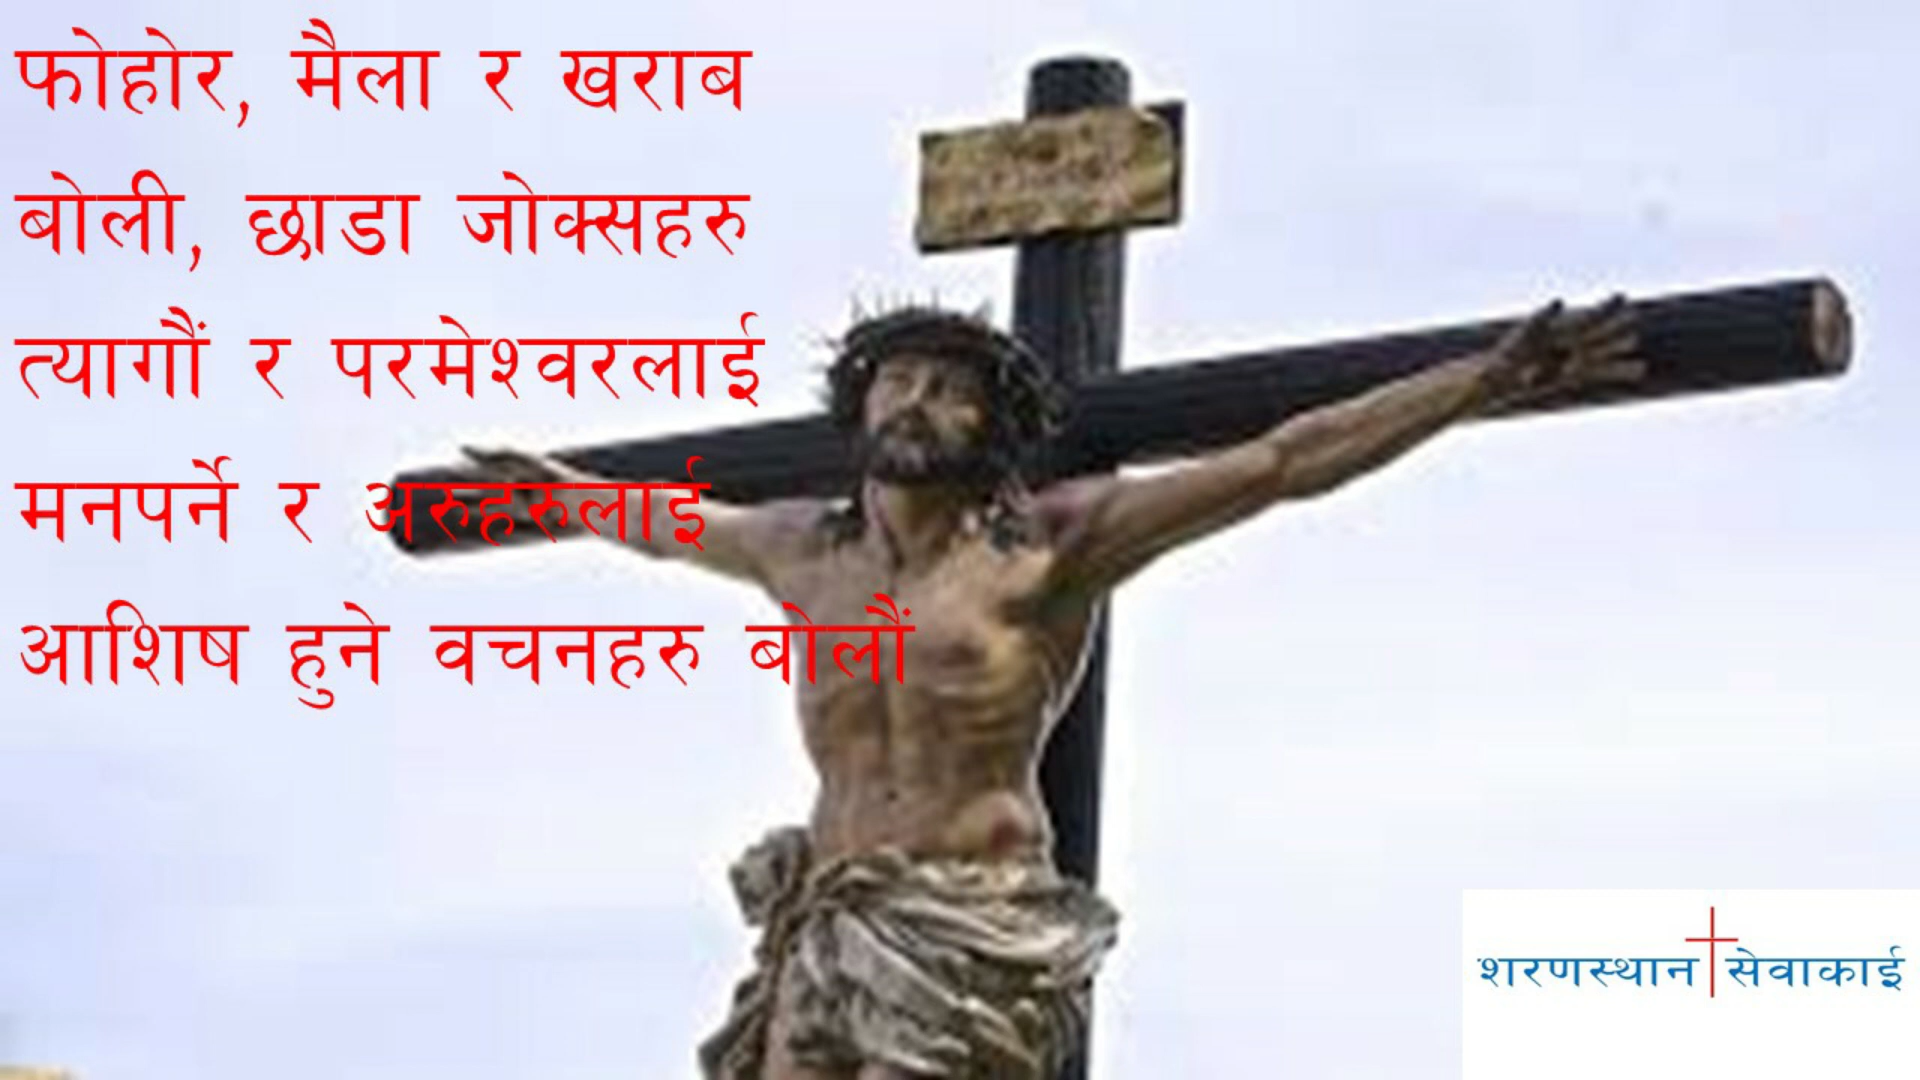 फोहोर, मैला र खराब
बोली, छाडा जोक्सहरु
त्यागौं र परमेश्वरलाई
मनपर्ने र अरुहरुलाई
आशिष हुने वचनहरु बोलौं
शरणस्थान सेवाकाई